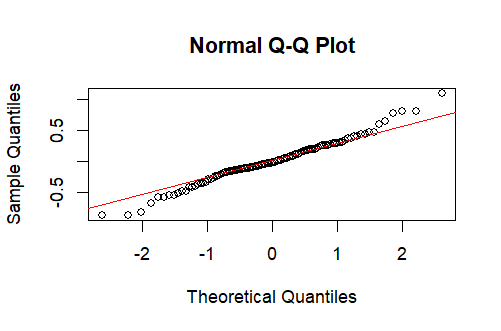 Normal Q-Q Plot
Sample Quantiles
0.5
-0.5
-2
-1
0
1
2
Theoretical Quantiles